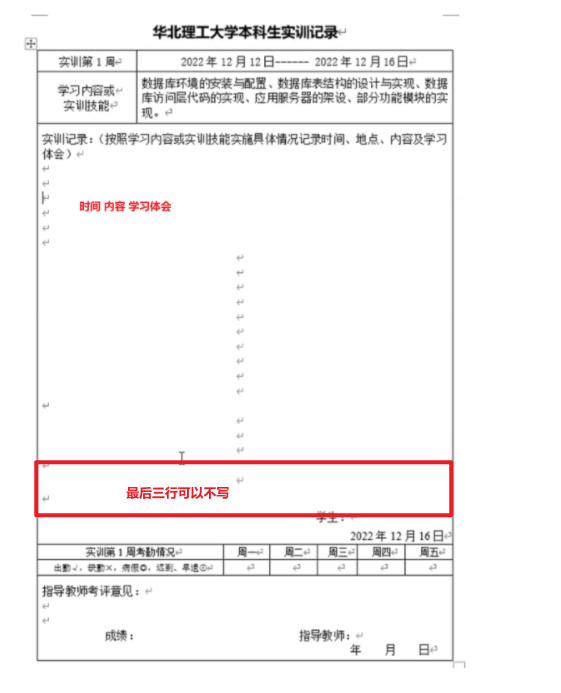 华北理工大学本科生实训记录
实训第 1 周 2022 年 12 月 12 日------ 2022 年 12 月 16 日
学习内容或
实训技能
数据库环境的安装与配置、数据库表结构的设计与实现、数据
库访问层代码的实现、应用服务器的架设、部分功能模块的实
现。
实训记录：（按照学习内容或实训技能实施具体情况记录时间、地点、内容及学习
体会）
时间 内容 学习体会
最后三行可以不写
学生：
2022 年 12 月 16 日
实训第 1 周考勤情况 周一 周二 周三 周四 周五
出勤√，缺勤×，病假◎，迟到、早退⊙
指导教师考评意见：
成绩： 指导教师：
年 月 日